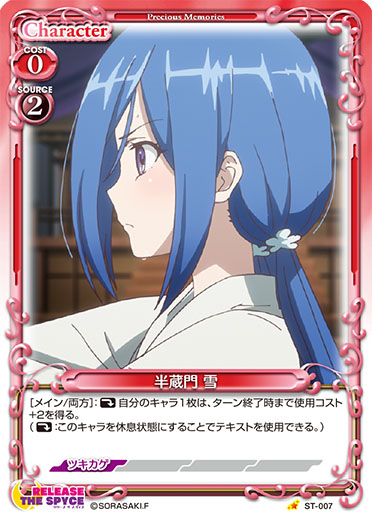 Precious Memories
Character
COST
0
SOURCE
2
半蔵門 雪
[メイン/両方]：自分のキャラ1枚は、ターン終了時まで使用コスト
+2を得る。
（：このキャラを休息状態にすることでテキストを使用できる。）
ツキカゲ
RELEASE
THE SPYCE
©SORASAKI.F
ST-007